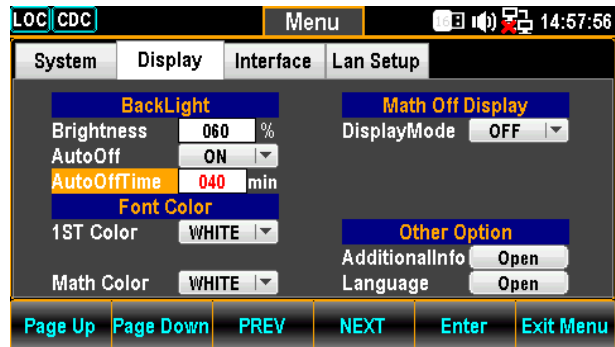 LOC CDC Menu 16 14:57:56
System Display Interface Lan Setup
BackLight Math Off Display
Brightness 060 % DisplayMode OFF
AutoOff ON
AutoOffTime 040 min
Font Color
1ST Color WHITE Other Option
AdditionalInfo Open
Math Color WHITE Language Open
Page Up Page Down PREV NEXT Enter Exit Menu